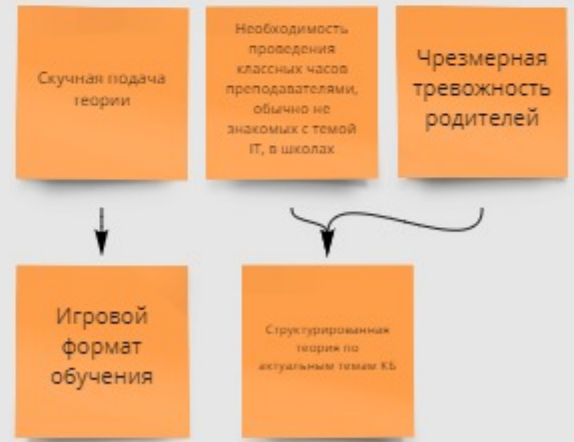 Скучная подача
теории
Необходимость
проведения
классных часов
преподавателями,
обычно не
знакомых с темой
IT, в школах
Чрезмерная
тревожность
родителей
Игровой
формат
обучения
Структурированная
теория по
актуальным темам КБ